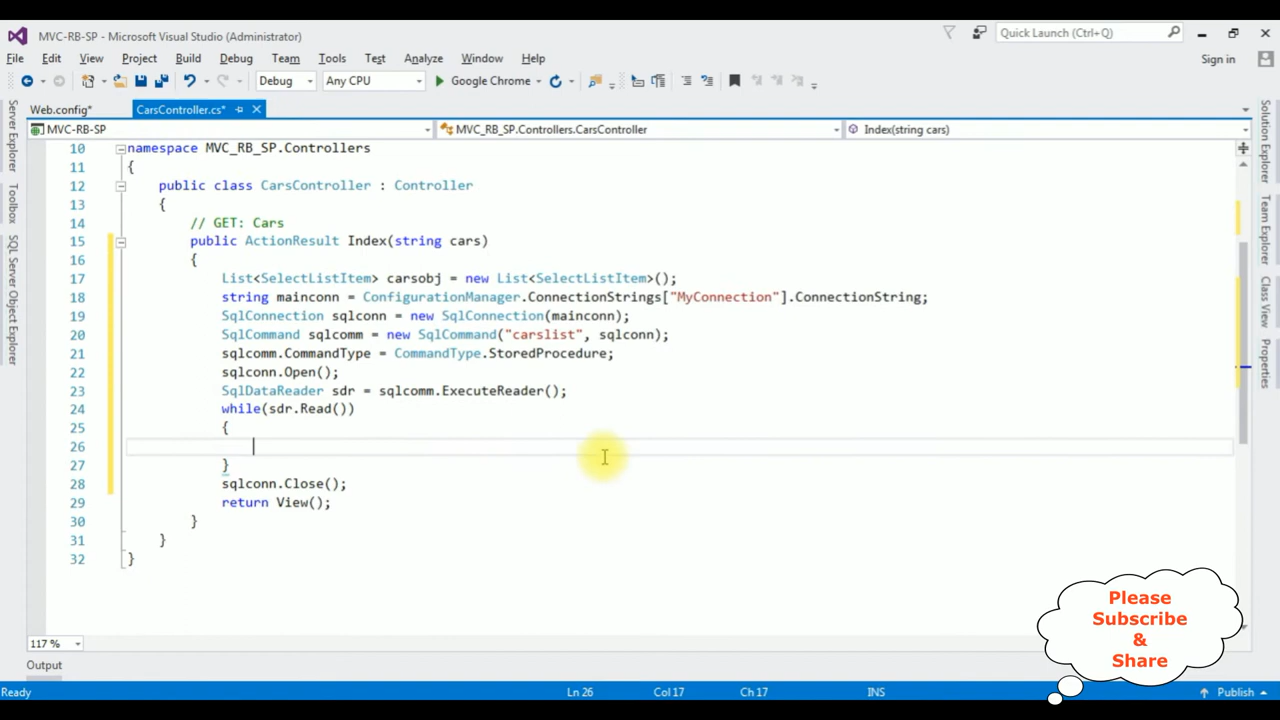 MVC-RB-SP - Microsoft Visual Studio (Administrator)
Quick Launch (Ctrl+Q)
File Edit View Project Build Debug Team Tools Test Analyze Window Help
Sign in
Debug Any CPU Google Chrome
Web.config* CarsController.cs*
MVC-RB-SP MVC_RB_SP.Controllers.CarsController Index(string cars)
10 namespace MVC_RB_SP.Controllers
11 {
12 public class CarsController : Controller
13 {
14 // GET: Cars
15 public ActionResult Index(string cars)
16 {
17 List<SelectListItem> carsobj = new List<SelectListItem>();
18 string mainconn = ConfigurationManager.ConnectionStrings["MyConnection"].ConnectionString;
19 SqlConnection sqlconn = new SqlConnection(mainconn);
20 SqlCommand sqlcomm = new SqlCommand("carslist", sqlconn);
21 sqlcomm.CommandType = CommandType.StoredProcedure;
22 sqlconn.Open();
23 SqlDataReader sdr = sqlcomm.ExecuteReader();
24 while(sdr.Read())
25 {
26
27 }
28 sqlconn.Close();
29 return View();
30 }
31 }
32 }
Server Explorer
Toolbox
SQL Server Object Explorer
Solution Explorer
Team Explorer
Class View
Properties
Please
Subscribe
&
Share
117 %
Output
Ready Ln 26 Col 17 Ch 17 INS Publish